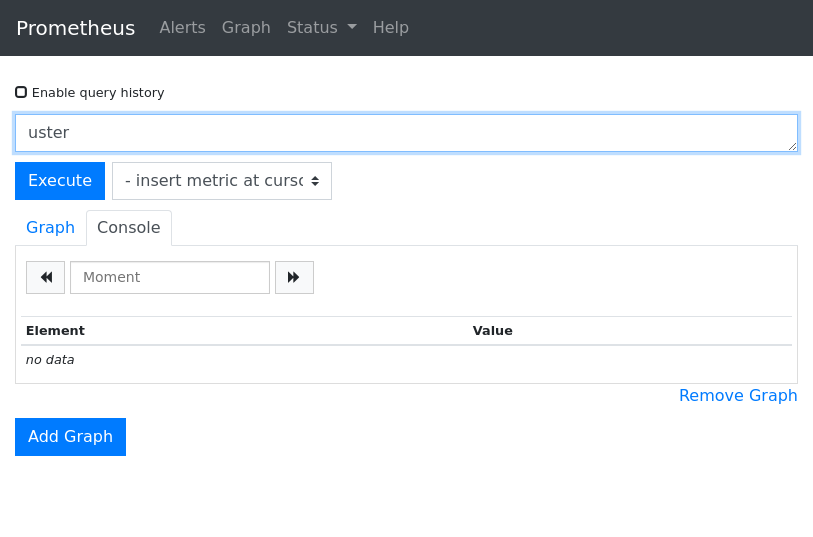 Prometheus Alerts Graph Status Help
Enable query history
uster
Execute - insert metric at curso
Graph Console
Moment
Element Value
no data
Remove Graph
Add Graph